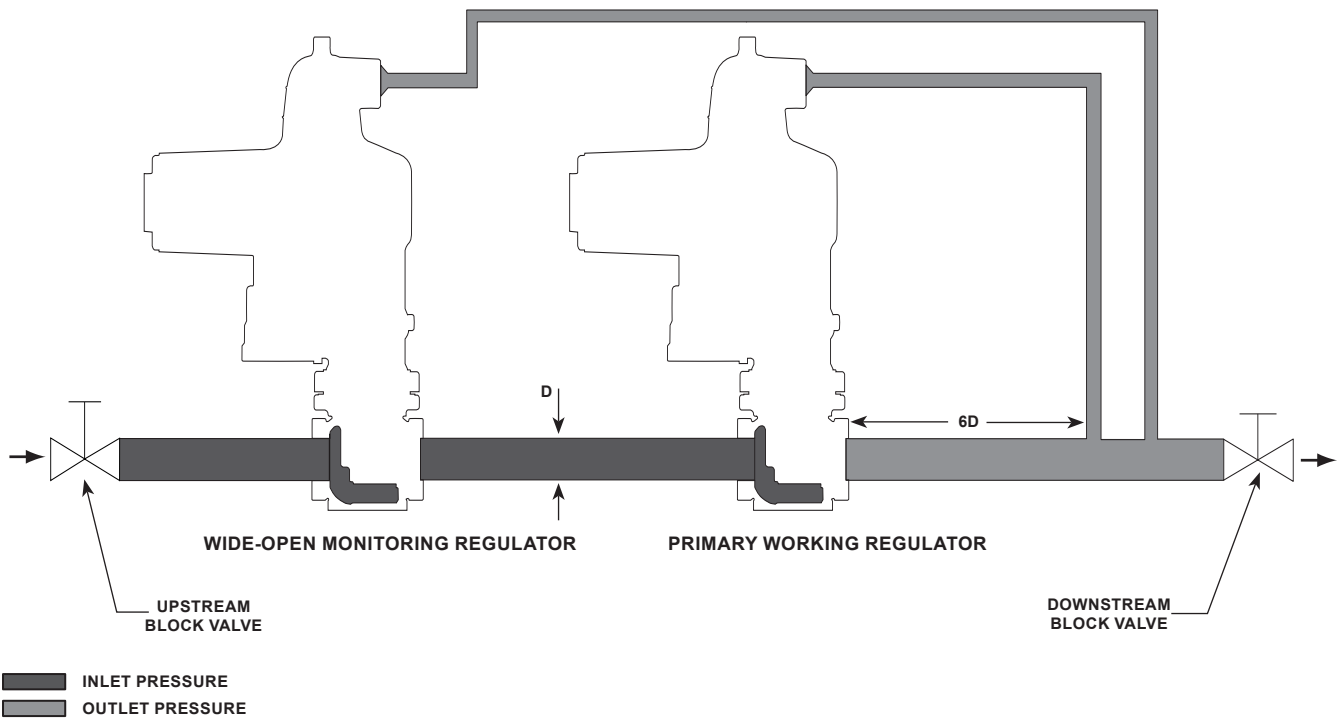 D
6D
WIDE-OPEN MONITORING REGULATOR
PRIMARY WORKING REGULATOR
UPSTREAM
BLOCK VALVE
DOWNSTREAM
BLOCK VALVE
INLET PRESSURE
OUTLET PRESSURE